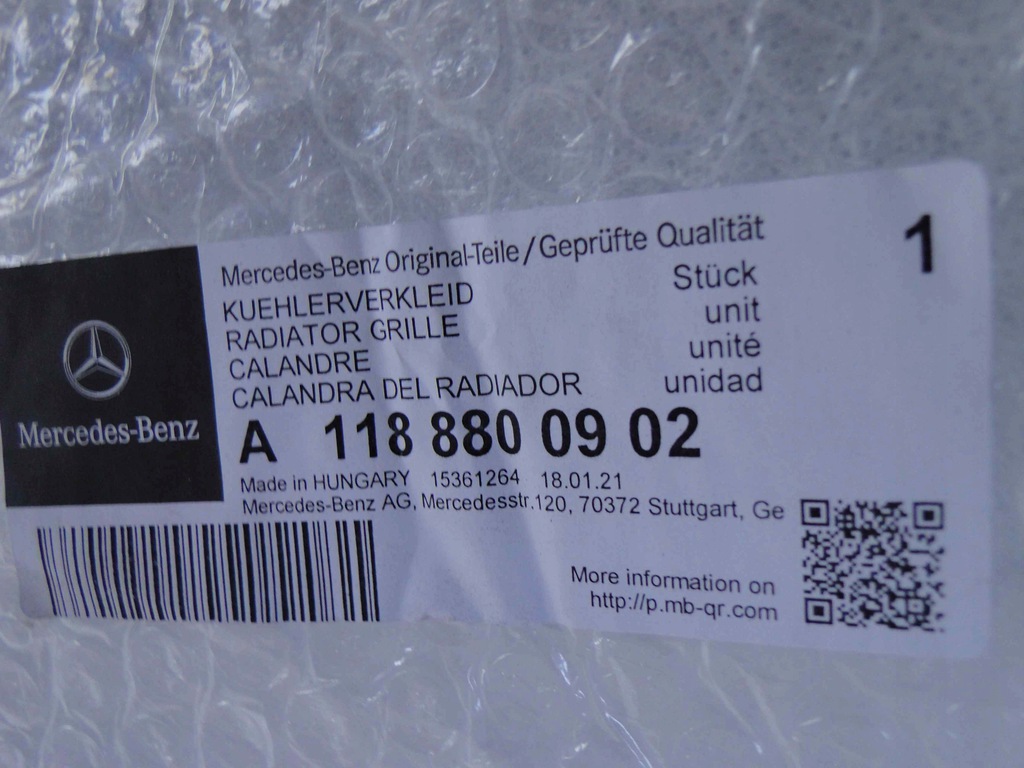 Mercedes-Benz
Mercedes-Benz Original-Teile/Geprüfte Qualität
1
KUEHLERVERKLEID Stück
RADIATOR GRILLE unit
CALANDRE unité
CALANDRA DEL RADIADOR unidad
A 118 880 09 02
Made in HUNGARY 15361264 18.01.21
Mercedes-Benz AG, Mercedesstr.120, 70372 Stuttgart, Ge
More information on
http://p.mb-qr.com